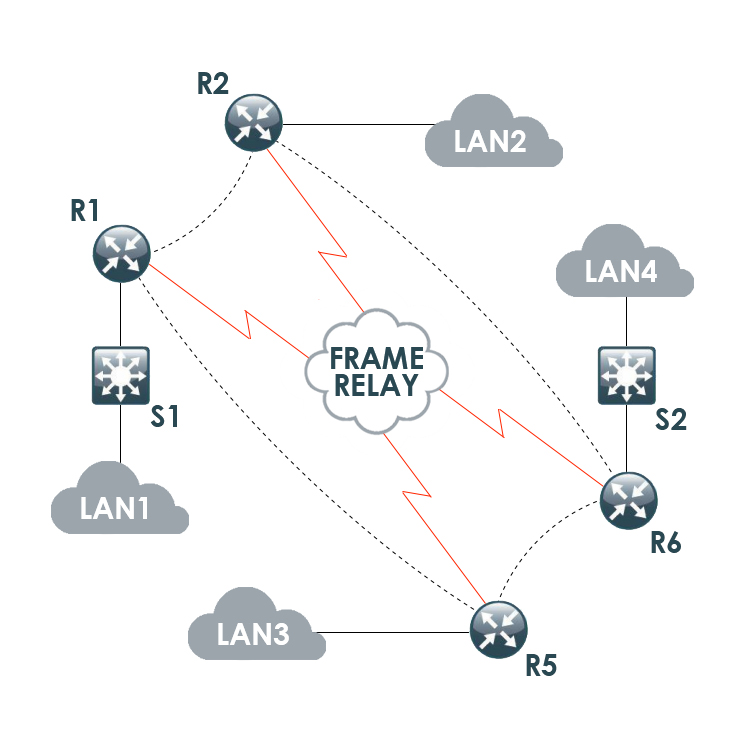 R2
LAN2
R1
LAN4
FRAME
RELAY
S1
S2
LAN1
R6
LAN3
R5